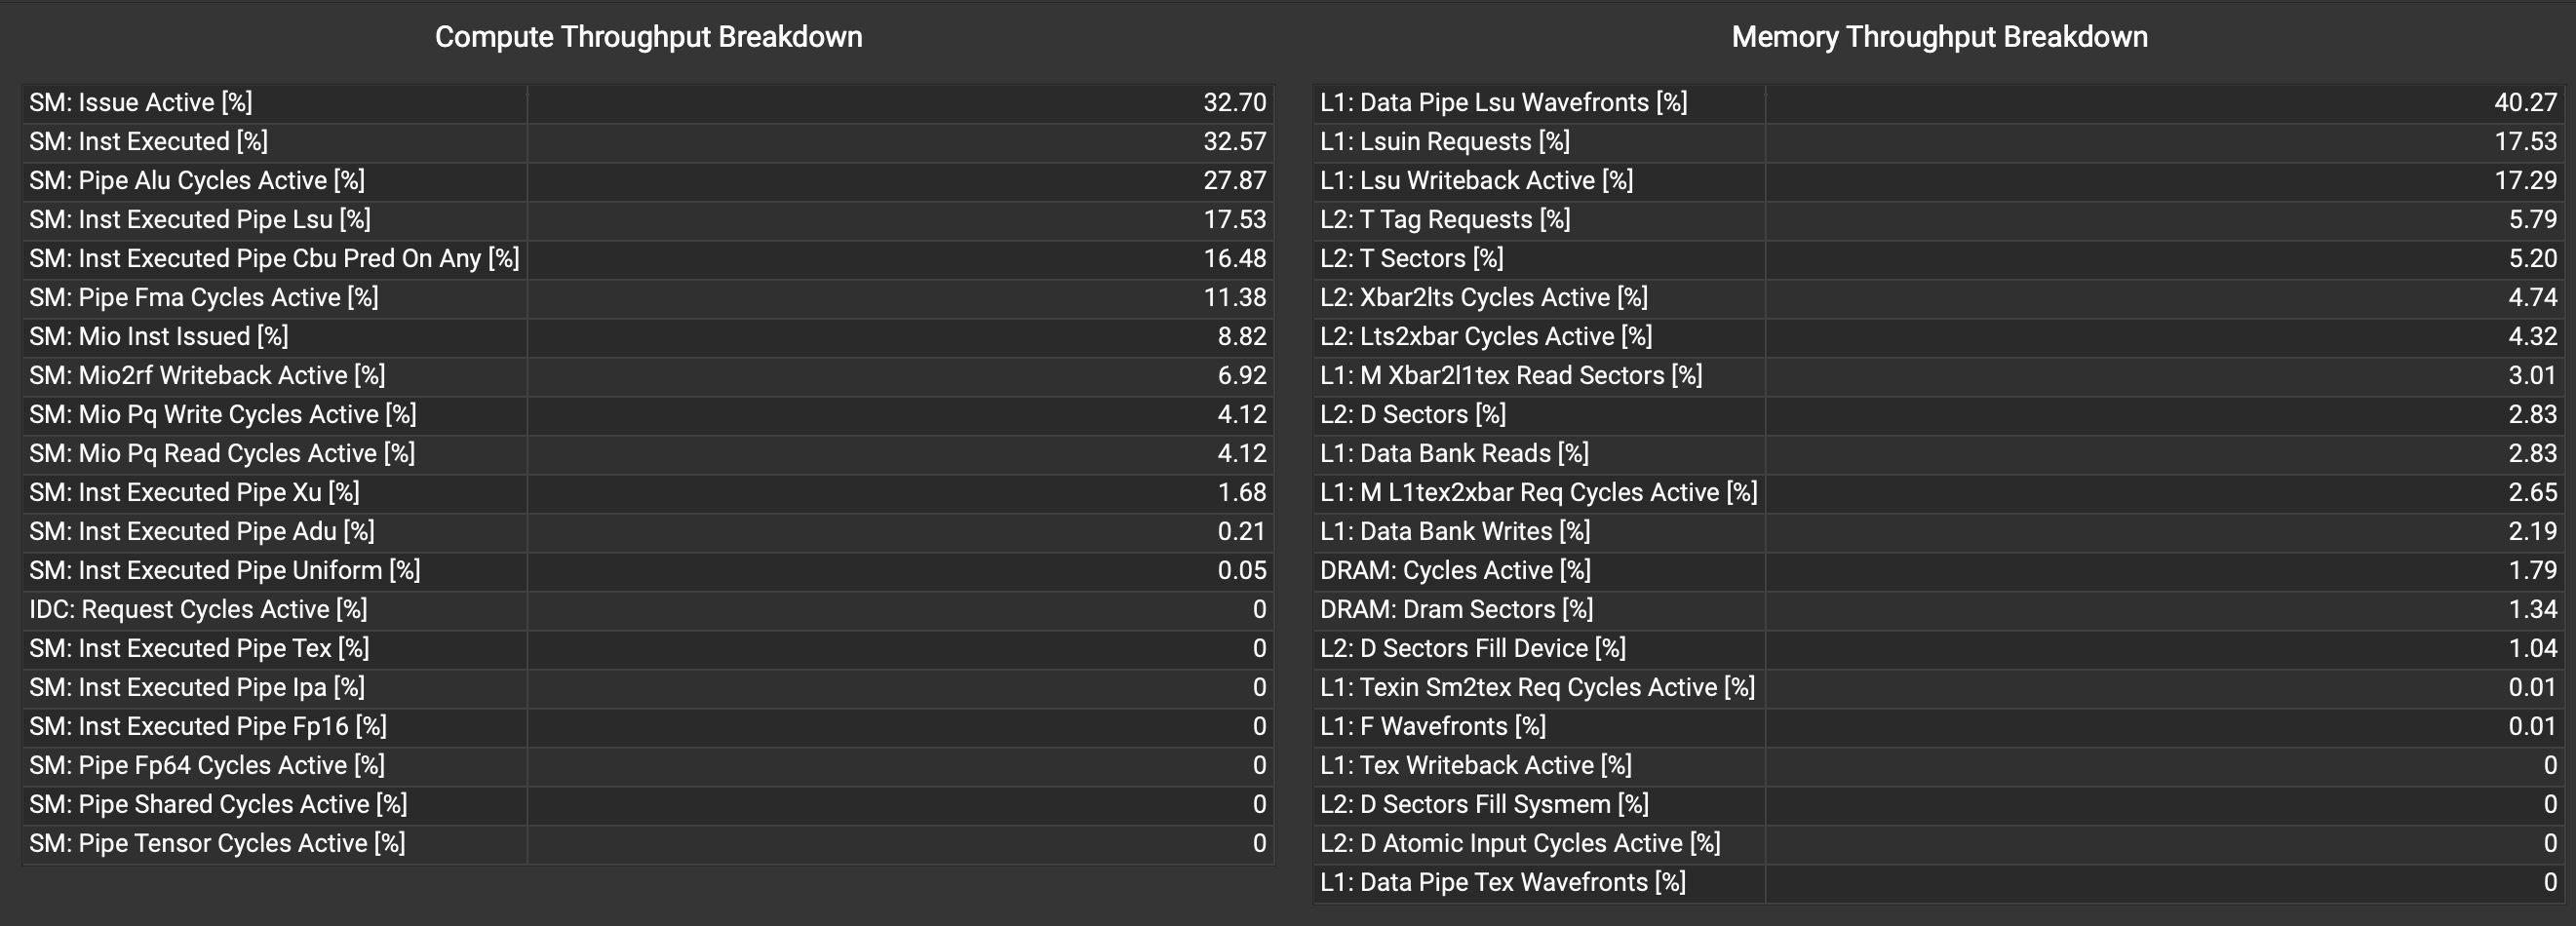 Compute Throughput Breakdown
SM: Issue Active [%] 32.70
SM: Inst Executed [%] 32.57
SM: Pipe Alu Cycles Active [%] 27.87
SM: Inst Executed Pipe Lsu [%] 17.53
SM: Inst Executed Pipe Cbu Pred On Any [%] 16.48
SM: Pipe Fma Cycles Active [%] 11.38
SM: Mio Inst Issued [%] 8.82
SM: Mio2rf Writeback Active [%] 6.92
SM: Mio Pq Write Cycles Active [%] 4.12
SM: Mio Pq Read Cycles Active [%] 4.12
SM: Inst Executed Pipe Xu [%] 1.68
SM: Inst Executed Pipe Adu [%] 0.21
SM: Inst Executed Pipe Uniform [%] 0.05
IDC: Request Cycles Active [%] 0
SM: Inst Executed Pipe Tex [%] 0
SM: Inst Executed Pipe Ipa [%] 0
SM: Inst Executed Pipe Fp16 [%] 0
SM: Pipe Fp64 Cycles Active [%] 0
SM: Pipe Shared Cycles Active [%] 0
SM: Pipe Tensor Cycles Active [%] 0
Memory Throughput Breakdown
L1: Data Pipe Lsu Wavefronts [%] 40.27
L1: Lsuin Requests [%] 17.53
L1: Lsu Writeback Active [%] 17.29
L2: T Tag Requests [%] 5.79
L2: T Sectors [%] 5.20
L2: Xbar2lts Cycles Active [%] 4.74
L2: Lts2xbar Cycles Active [%] 4.32
L1: M Xbar2l1tex Read Sectors [%] 3.01
L2: D Sectors [%] 2.83
L1: Data Bank Reads [%] 2.83
L1: M L1tex2xbar Req Cycles Active [%] 2.65
L1: Data Bank Writes [%] 2.19
DRAM: Cycles Active [%] 1.79
DRAM: Dram Sectors [%] 1.34
L2: D Sectors Fill Device [%] 1.04
L1: Texin Sm2tex Req Cycles Active [%] 0.01
L1: F Wavefronts [%] 0.01
L1: Tex Writeback Active [%] 0
L2: D Sectors Fill Sysmem [%] 0
L2: D Atomic Input Cycles Active [%] 0
L1: Data Pipe Tex Wavefronts [%] 0